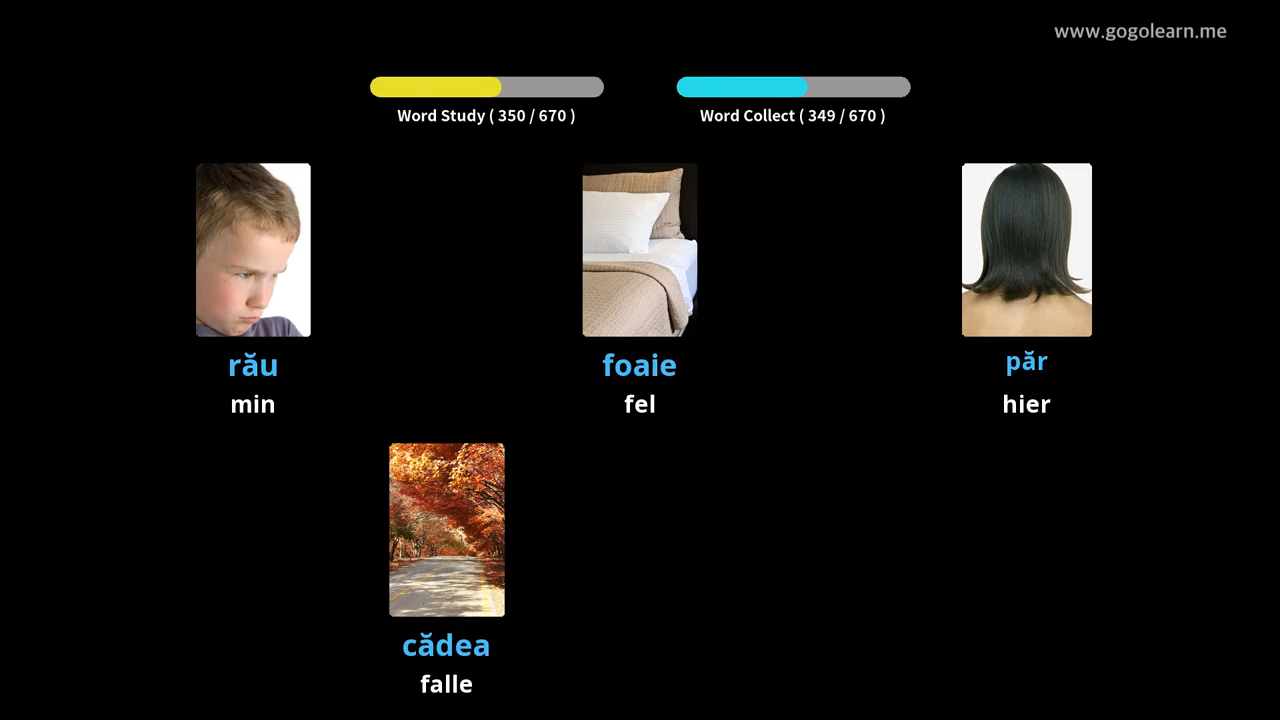 www.gogolearn.me
Word Study ( 350 / 670 )
Word Collect ( 349 / 670 )
rău
min
foaie
fel
păr
hier
cădea
falle